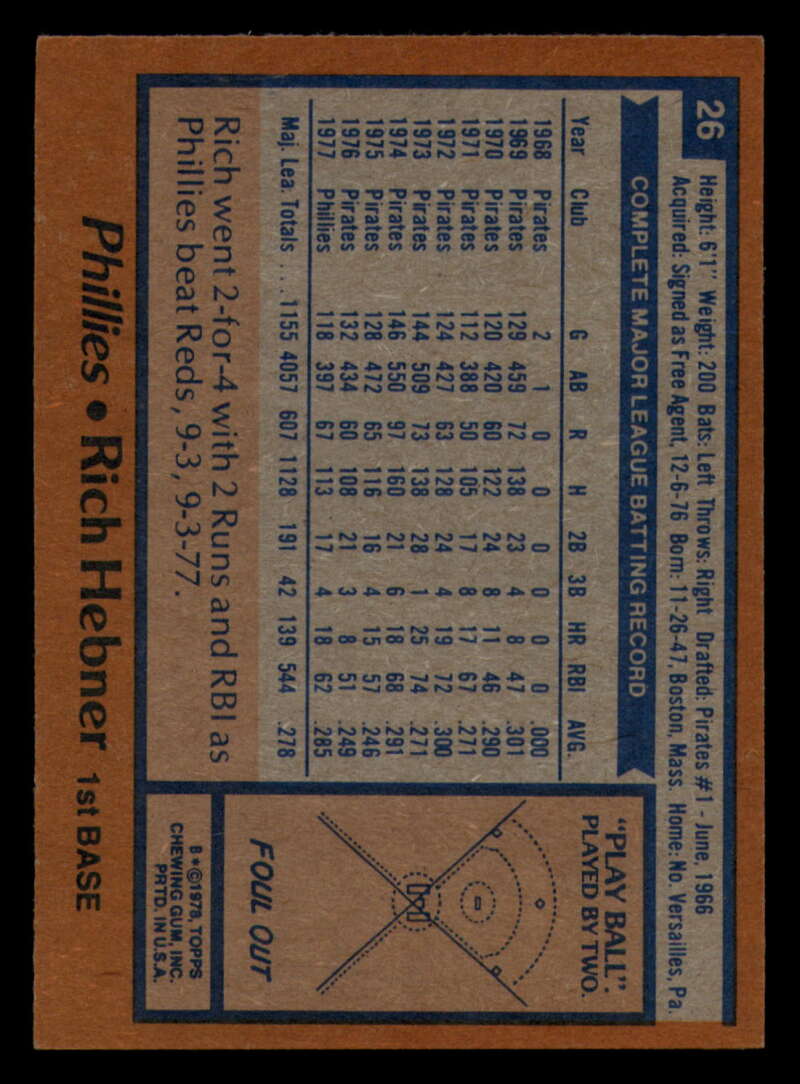 26
Height: 6'1" Weight: 200 Bats: Left Throws: Right Drafted: Pirates #1 - June, 1966
Acquired: Signed as Free Agent, 12-6-76 Born: 11-26-47, Boston, Mass. Home: No. Versailles, Pa.
COMPLETE MAJOR LEAGUE BATTING RECORD
Year Club G AB R H 2B 3B HR RBI AVG.
1968 Pirates 2 1 0 0 0 0 0 0 .000
1969 Pirates 129 459 72 138 23 4 8 47 .301
1970 Pirates 120 420 60 122 24 8 11 46 .290
1971 Pirates 112 388 50 105 17 8 17 67 .271
1972 Pirates 124 427 63 128 24 4 19 72 .300
1973 Pirates 144 509 73 138 28 1 25 74 .271
1974 Pirates 146 550 97 160 21 6 18 68 .291
1975 Pirates 128 472 65 116 16 4 15 57 .246
1976 Pirates 132 434 60 108 21 3 8 51 .249
1977 Phillies 118 397 67 113 17 4 18 62 .285
Maj. Lea. Totals ... 1155 4057 607 1128 191 42 139 544 .278
Rich went 2-for-4 with 2 Runs and RBI as
Phillies beat Reds, 9-3, 9-3-77.
"PLAY BALL".
PLAYED BY TWO.
FOUL OUT
B*©1978, TOPPS
CHEWING GUM, INC.
PRTD. IN U.S.A.
Phillies • Rich Hebner 1st BASE